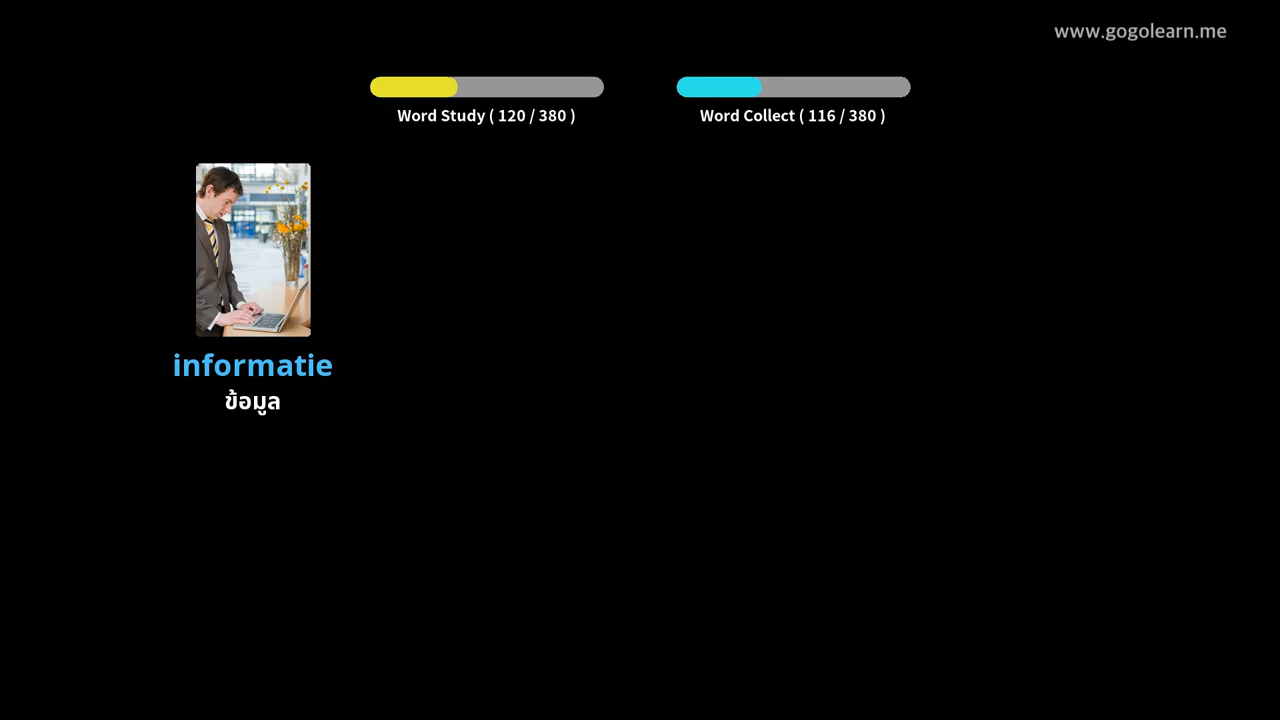 www.gogolearn.me
Word Study ( 120 / 380 )
Word Collect ( 116 / 380 )
informatie
ข้อมูล